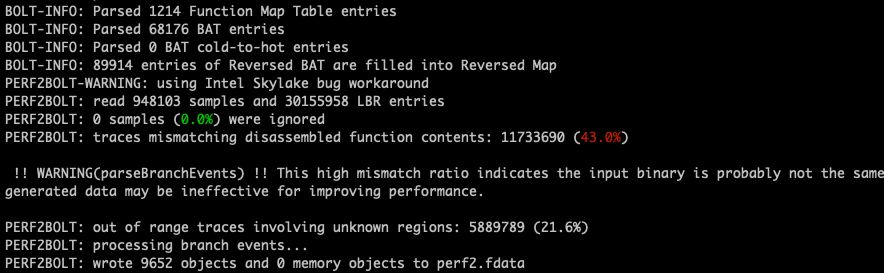 BOLT-INFO: Parsed 1214 Function Map Table entries
BOLT-INFO: Parsed 68176 BAT entries
BOLT-INFO: Parsed 0 BAT cold-to-hot entries
BOLT-INFO: 89914 entries of Reversed BAT are filled into Reversed Map
PERF2BOLT-WARNING: using Intel Skylake bug workaround
PERF2BOLT: read 948103 samples and 30155958 LBR entries
PERF2BOLT: 0 samples (0.0%) were ignored
PERF2BOLT: traces mismatching disassembled function contents: 11733690 (43.0%)
!! WARNING(parseBranchEvents) !! This high mismatch ratio indicates the input binary is probably not the same
generated data may be ineffective for improving performance.
PERF2BOLT: out of range traces involving unknown regions: 5889789 (21.6%)
PERF2BOLT: processing branch events...
PERF2BOLT: wrote 9652 objects and 0 memory objects to perf2.fdata